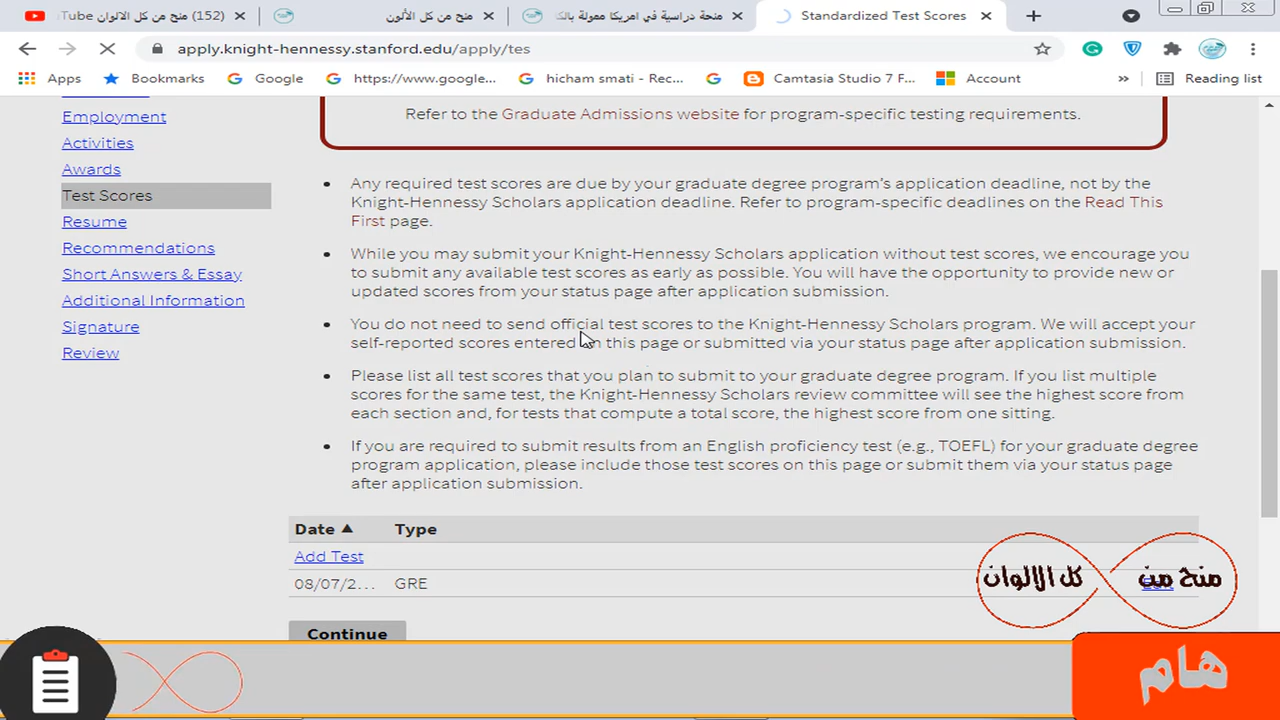 (152) منح من كل الالوان
Tube
منح من كل الألون
منحة دراسية في امريكا ممولة بالك
Standardized Test Scores
apply.knight-hennessy.stanford.edu/apply/tes
Apps
Bookmarks
Google
https://www.google...
hicham smati - Rec...
Camtasia Studio 7 F...
Account
»
Reading list
Employment
Activities
Awards
Test Scores
Resume
Recommendations
Short Answers & Essay
Additional Information
Signature
Review
Refer to the Graduate Admissions website for program-specific testing requirements.
• Any required test scores are due by your graduate degree program's application deadline, not by the
Knight-Hennessy Scholars application deadline. Refer to program-specific deadlines on the Read This
First page.
• While you may submit your Knight-Hennessy Scholars application without test scores, we encourage you
to submit any available test scores as early as possible. You will have the opportunity to provide new or
updated scores from your status page after application submission.
• You do not need to send official test scores to the Knight-Hennessy Scholars program. We will accept your
self-reported scores entered on this page or submitted via your status page after application submission.
• Please list all test scores that you plan to submit to your graduate degree program. If you list multiple
scores for the same test, the Knight-Hennessy Scholars review committee will see the highest score from
each section and, for tests that compute a total score, the highest score from one sitting.
• If you are required to submit results from an English proficiency test (e.g., TOEFL) for your graduate degree
program application, please include those test scores on this page or submit them via your status page
after application submission.
Date ▲ Type
Add Test
08/07/2... GRE
منح من كل الالوان
Continue
هام